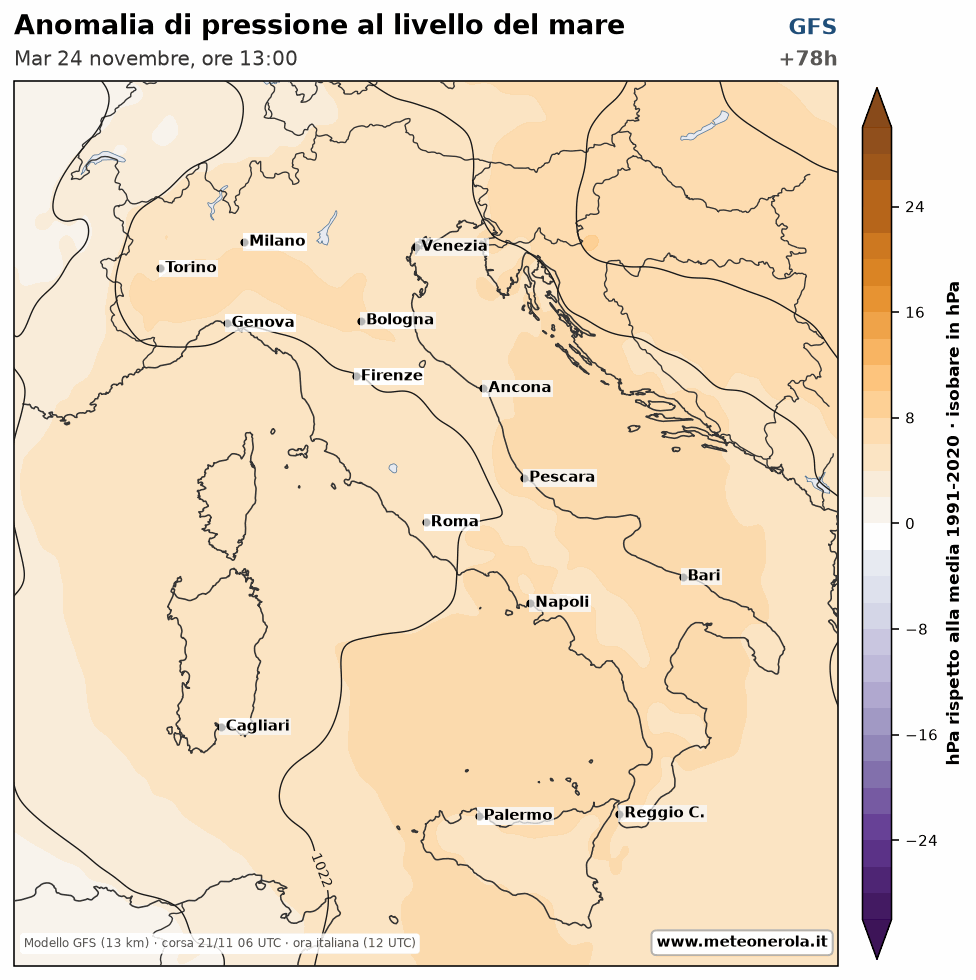 Anomalia di pressione al livello del mare
GFS
Mar 24 novembre, ore 13:00
+78h
Milano
Venezia
Torino
Genova
Bologna
Firenze
Ancona
Pescara
Roma
Bari
Napoli
Cagliari
Palermo
Reggio C.
1022
24
16
8
0
−8
−16
−24
hPa rispetto alla media 1991-2020 · isobare in hPa
Modello GFS (13 km) · corsa 21/11 06 UTC · ora italiana (12 UTC)
www.meteonerola.it